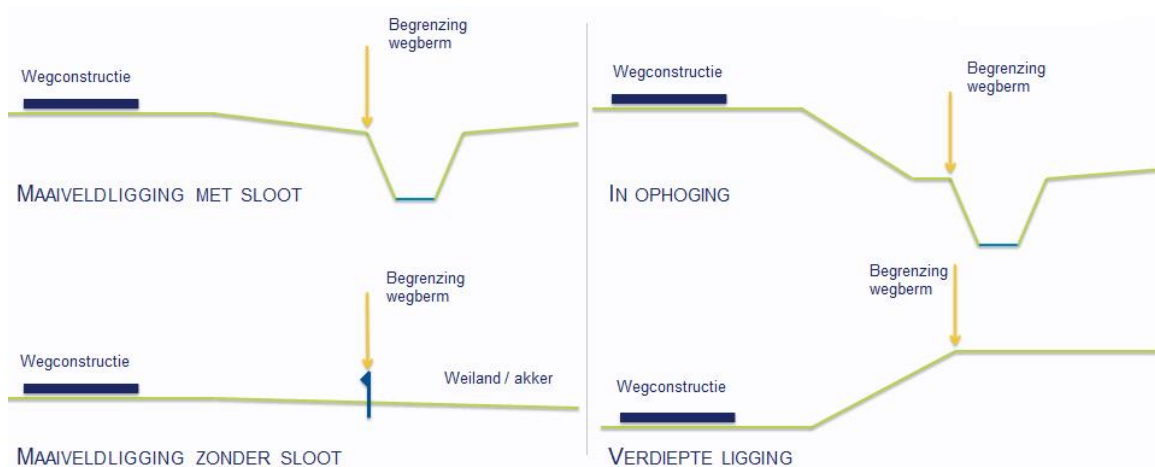 Begrenzing
wegberm
Wegconstructie
MAAIVELDLIGGING MET SLOOT
Begrenzing
wegberm
Wegconstructie
IN OPHOGING
Begrenzing
wegberm
Wegconstructie
Weiland / akker
MAAIVELDLIGGING ZONDER SLOOT
Begrenzing
wegberm
Wegconstructie
VERDIEPTE LIGGING